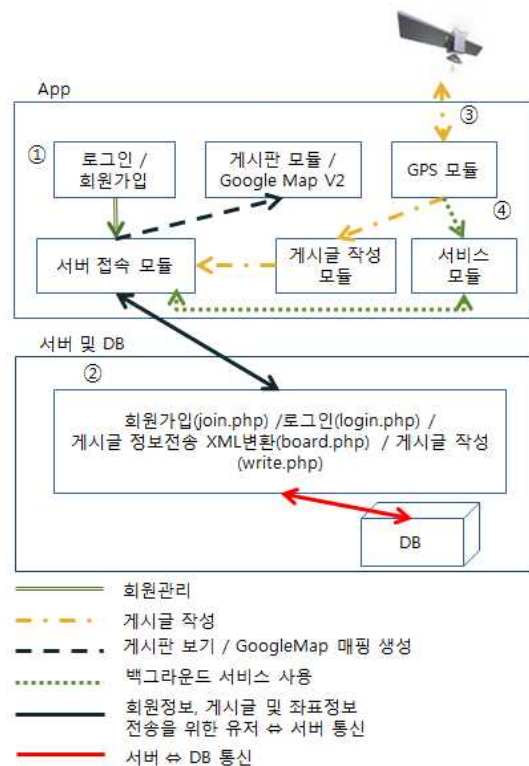 App
③
①
로그인 /
회원가입
게시판 모듈 /
Google Map V2
GPS 모듈
④
서버 접속 모듈
게시글 작성
모듈
서비스
모듈
서버 및 DB
②
회원가입(join.php) /로그인(login.php) /
게시글 정보전송 XML변환(board.php) / 게시글 작성
(write.php)
DB
회원관리
게시글 작성
게시판 보기 / GoogleMap 매핑 생성
백그라운드 서비스 사용
회원정보, 게시글 및 좌표정보
전송을 위한 유저 ⇔ 서버 통신
서버 ⇔ DB 통신